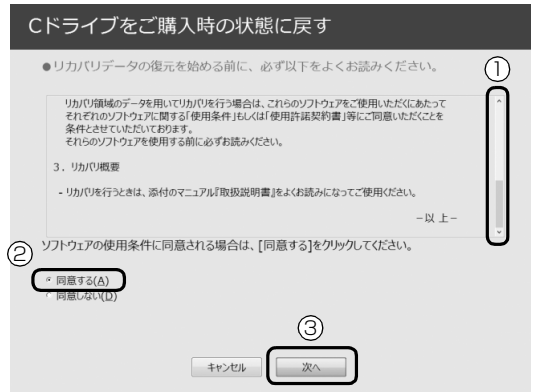 Cドライブをご購入時の状態に戻す
●リカバリデータの復元を始める前に、必ず以下をよくお読みください。
①
リカバリ領域のデータを用いてリカバリを行う場合は、これらのソフトウェアをご使用いただくにあたって
それぞれのソフトウェアに関する「使用条件」もしくは「使用許諾契約書」等にご同意いただくことを
条件とさせていただいております。
それらのソフトウェアを使用する前に必ずお読みください。
3．リカバリ概要
- リカバリを行うときは、添付のマニュアル『取扱説明書』をよくお読みになってご使用ください。
－以 上－
ソフトウェアの使用条件に同意される場合は、[同意する]をクリックしてください。
②
同意する(A)
同意しない(D)
③
キャンセル 次へ